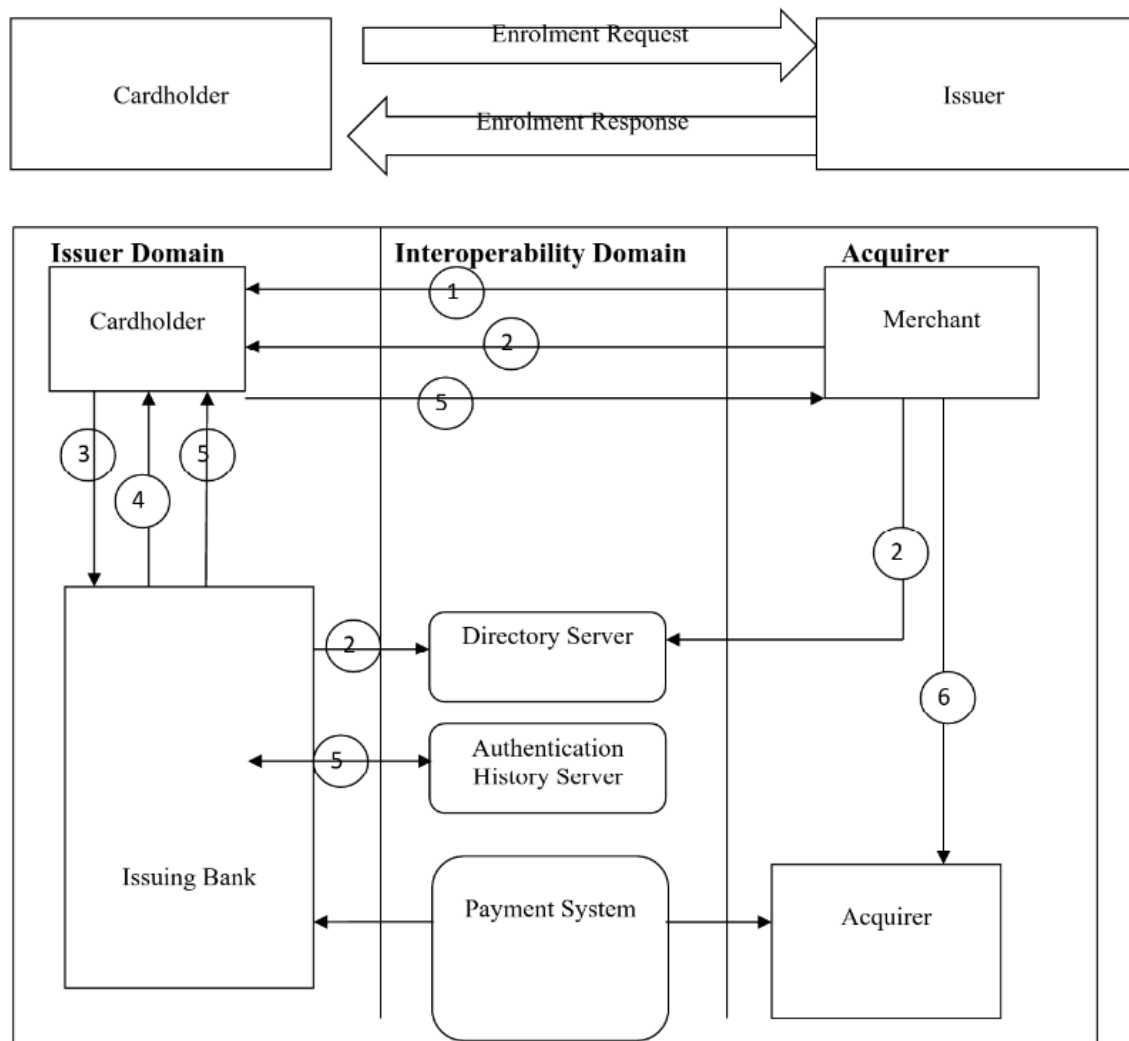 Enrolment Request
Cardholder
Issuer
Enrolment Response
Issuer Domain
Interoperability Domain
Acquirer
1
Cardholder
Merchant
2
5
3
5
4
2
2
Directory Server
6
5
Authentication
History Server
Issuing Bank
Payment System
Acquirer